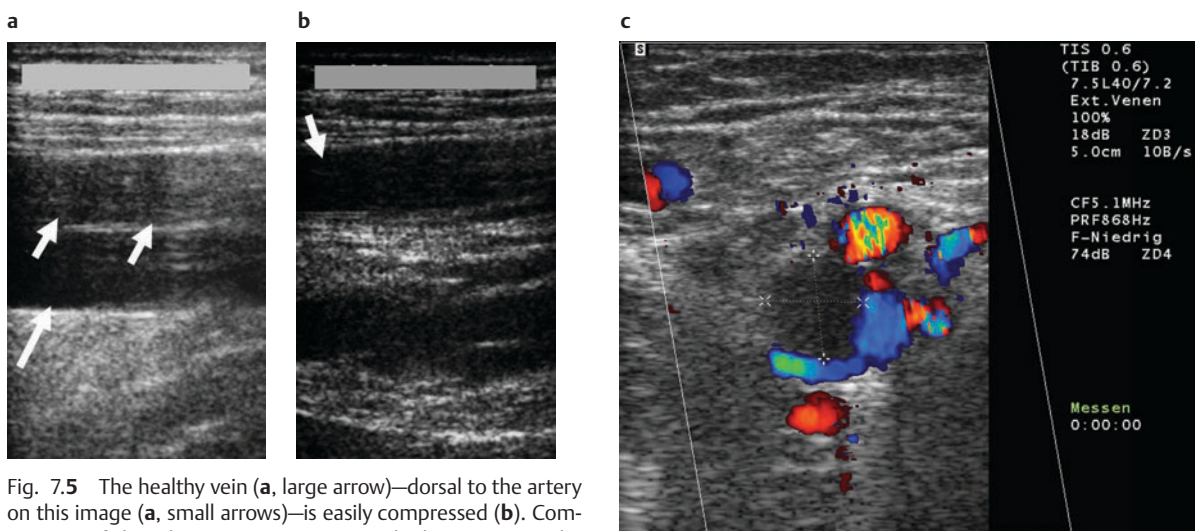 a
b
c
S
TIS 0.6
(TIB 0.6)
7.5L40/7.2
Ext.Venen
100%
18dB ZD3
5.0cm 10B/s
CF5.1MHz
PRF868Hz
F-Niedrig
74dB ZD4
Messen
0:00:00
Fig. 7.5 The healthy vein (a, large arrow)—dorsal to the artery
on this image (a, small arrows)—is easily compressed (b). Com-